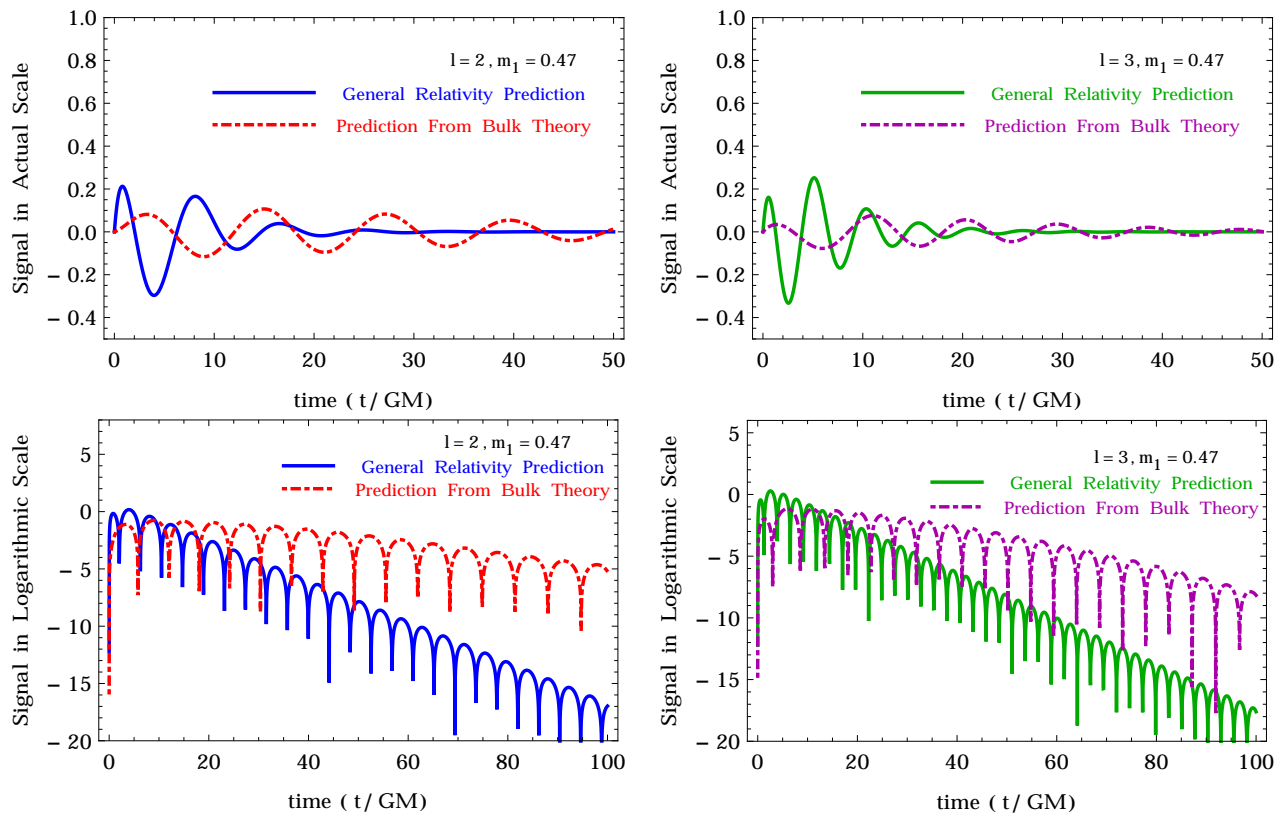 Signal in Actual Scale
1.0
0.8
0.6
0.4
0.2
0.0
− 0.2
− 0.4
l = 2 , m1 = 0.47
General Relativity Prediction
Prediction From Bulk Theory
0 10 20 30 40 50
time ( t/ GM)
Signal in Actual Scale
1.0
0.8
0.6
0.4
0.2
0.0
− 0.2
− 0.4
l = 3, m1 = 0.47
General Relativity Prediction
Prediction From Bulk Theory
0 10 20 30 40 50
time ( t/ GM)
Signal in Logarithmic Scale
5
0
− 5
− 10
− 15
− 20
l = 2 , m1 = 0.47
General Relativity Prediction
Prediction From Bulk Theory
0 20 40 60 80 100
time ( t/ GM)
Signal in Logarithmic Scale
5
0
− 5
− 10
− 15
− 20
l = 3, m1 = 0.47
General Relativity Prediction
Prediction From Bulk Theory
0 20 40 60 80 100
time ( t/ GM)